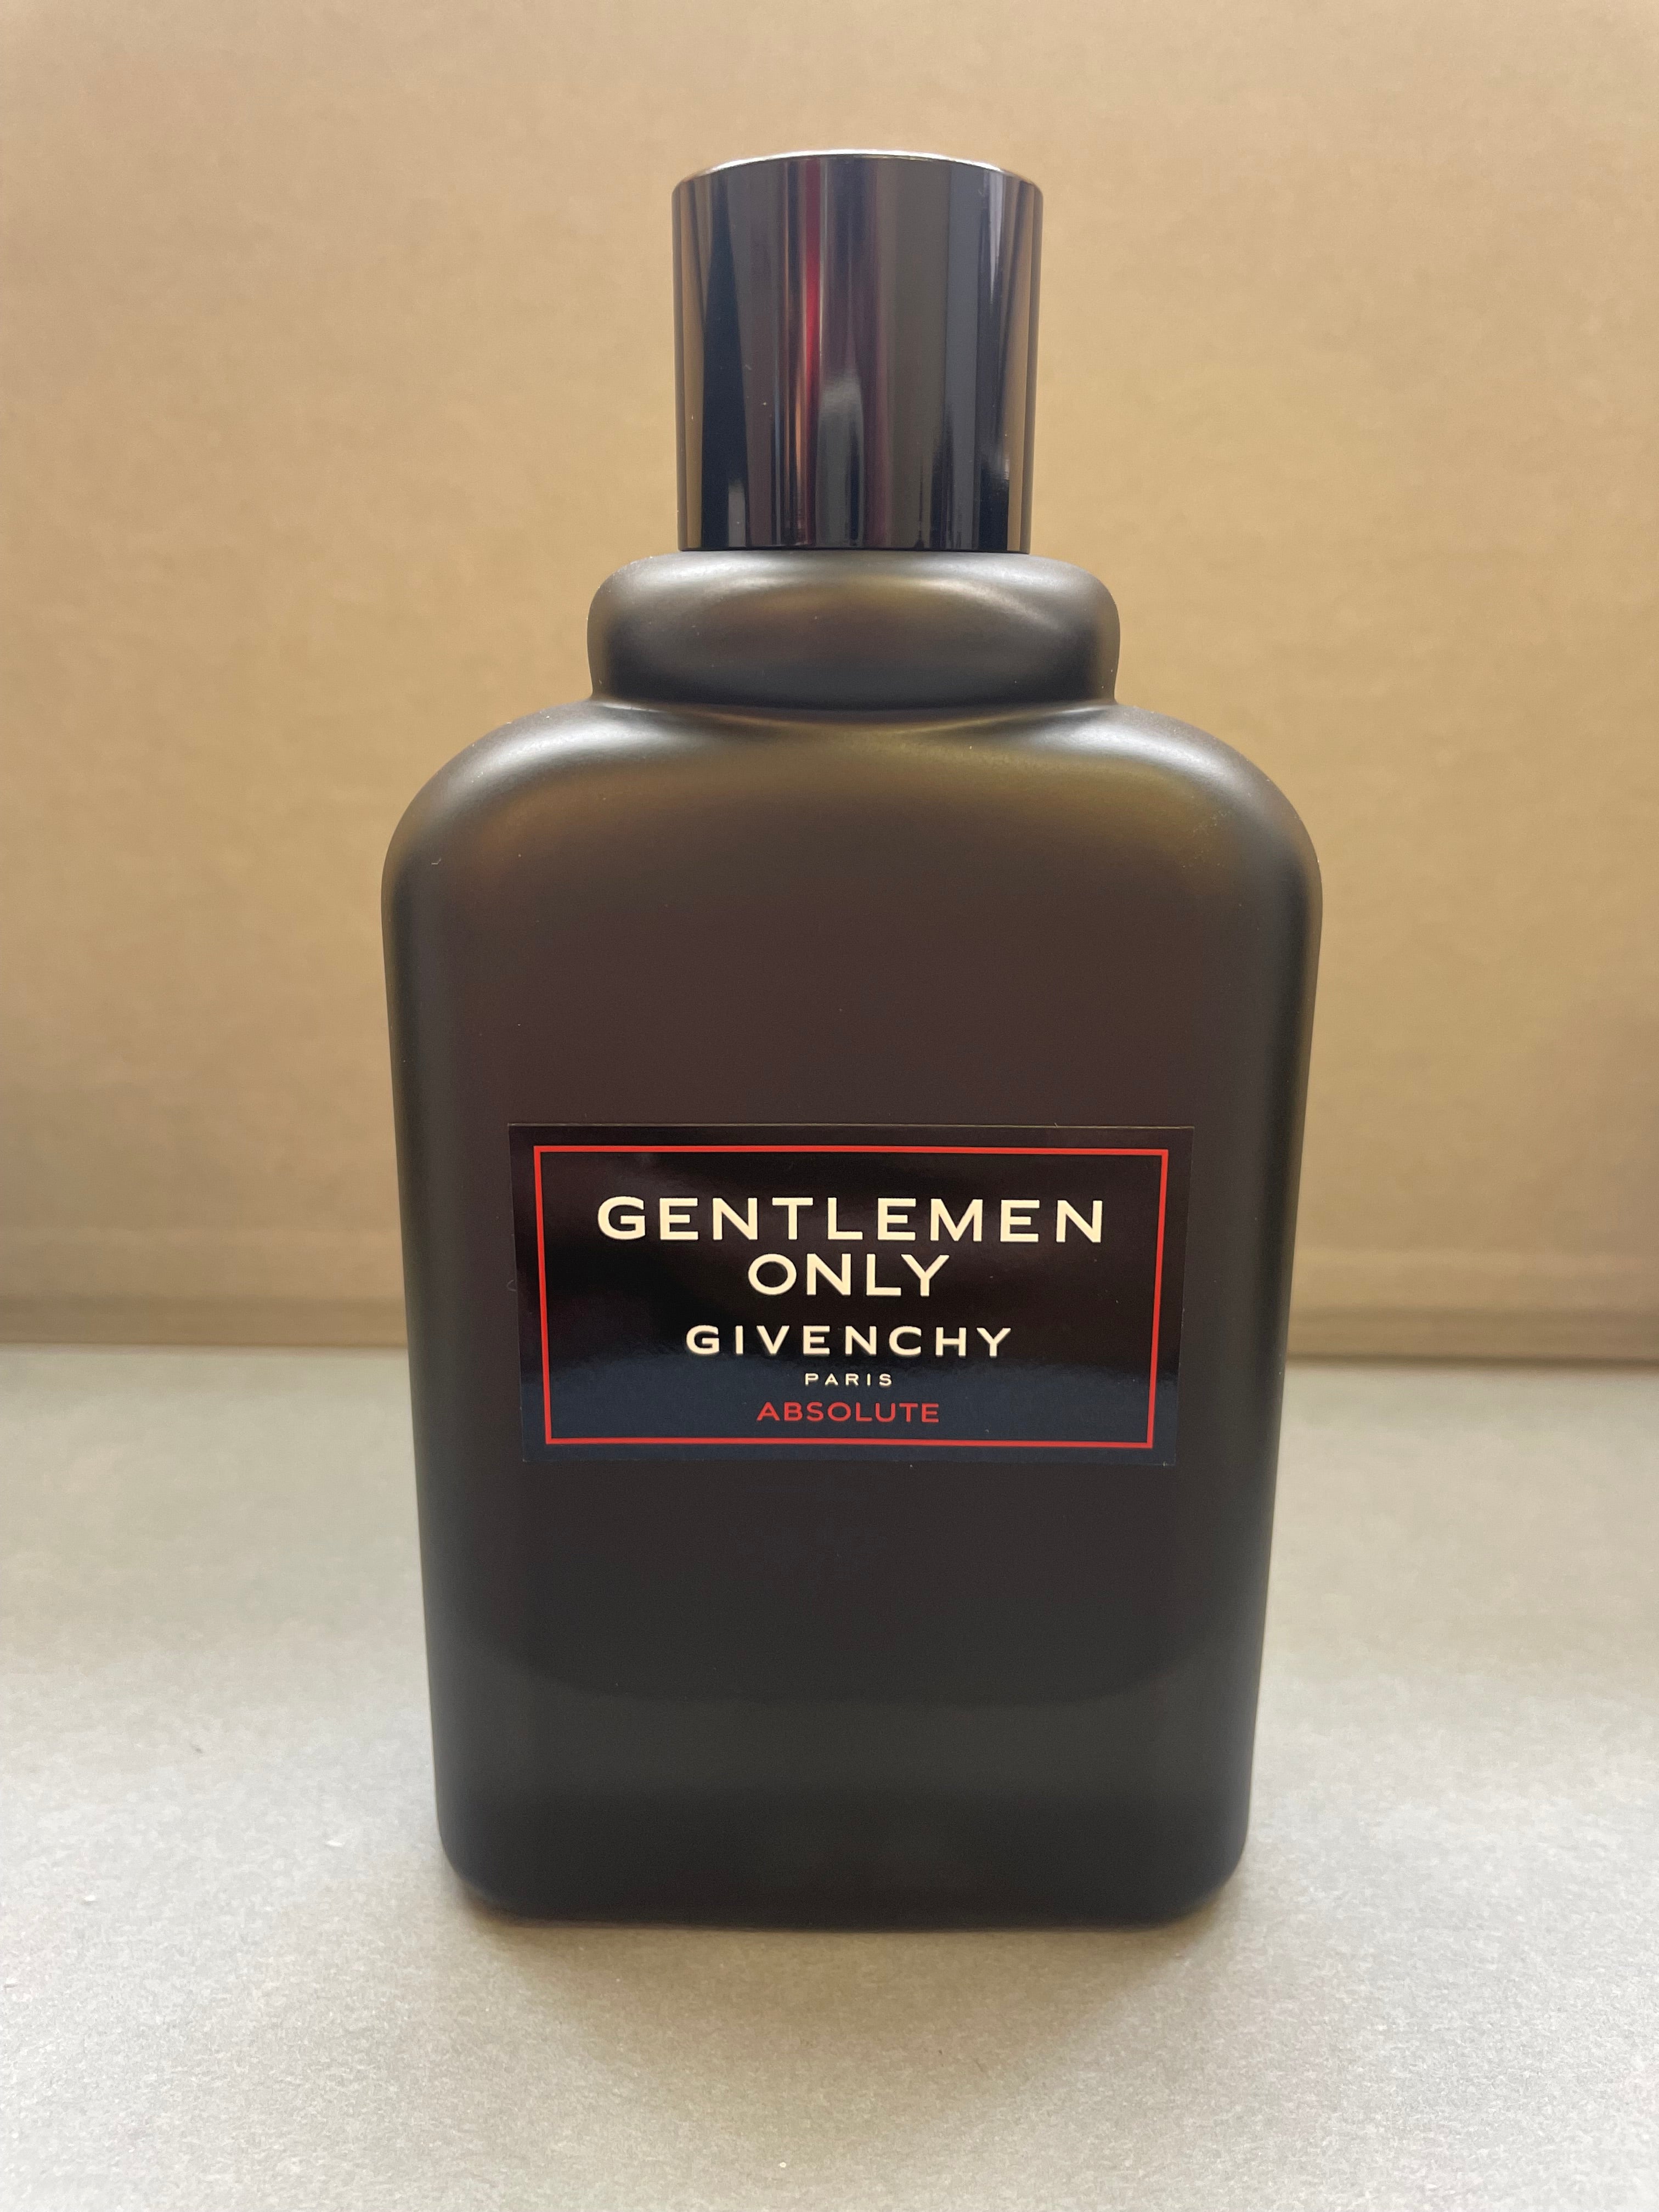 GENTLEMEN
ONLY
GIVENCHY
PARIS
ABSOLUTE